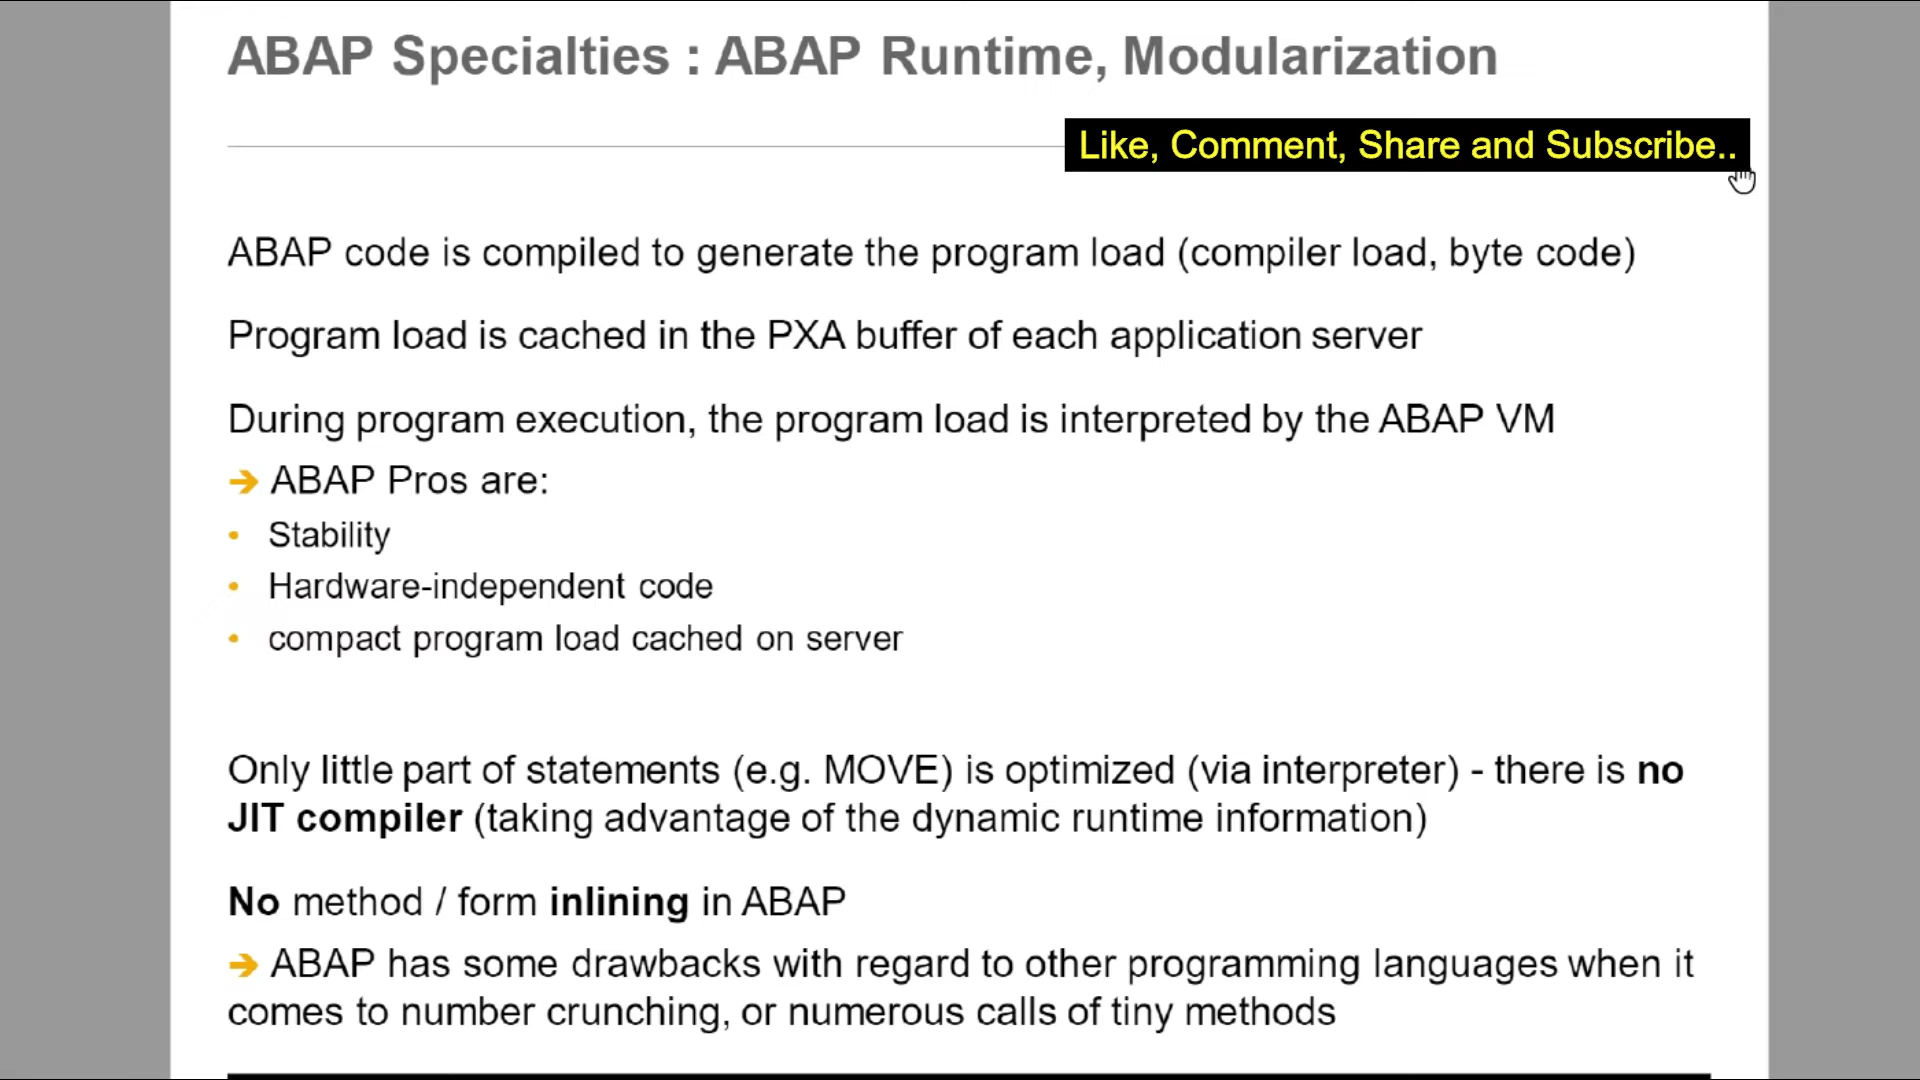 ABAP Specialties : ABAP Runtime, Modularization
Like, Comment, Share and Subscribe..
ABAP code is compiled to generate the program load (compiler load, byte code)
Program load is cached in the PXA buffer of each application server
During program execution, the program load is interpreted by the ABAP VM
➔ ABAP Pros are:
• Stability
• Hardware-independent code
• compact program load cached on server
Only little part of statements (e.g. MOVE) is optimized (via interpreter) - there is no
JIT compiler (taking advantage of the dynamic runtime information)
No method / form inlining in ABAP
➔ ABAP has some drawbacks with regard to other programming languages when it
comes to number crunching, or numerous calls of tiny methods